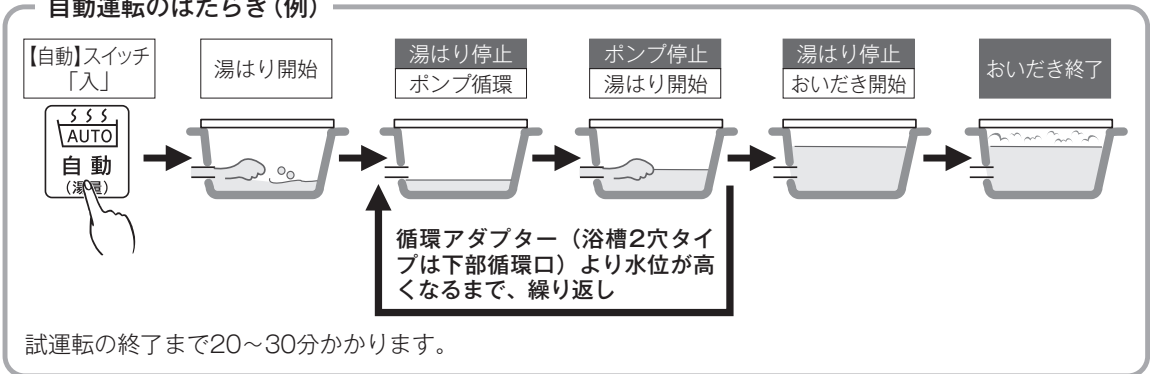 自動運転のはたらき（例）
【自動】スイッチ
「入」
AUTO
自動
（湯屋）
湯はり開始
湯はり停止
ポンプ循環
ポンプ停止
湯はり開始
湯はり停止
おいだき開始
おいだき終了
循環アダプター（浴槽2穴タイ
プは下部循環口）より水位が高
くなるまで、繰り返し
試運転の終了まで20〜30分かかります。